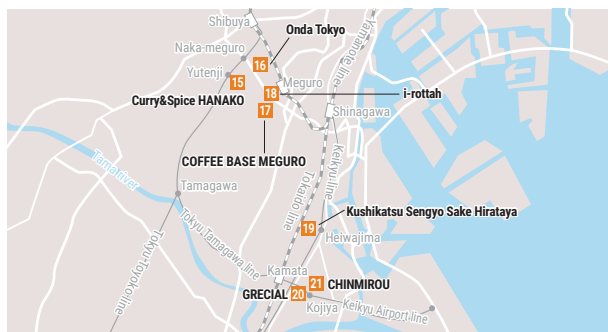 Shibuya
Onda Tokyo
Yamanote line
Naka-meguro
16
Yutenji
15
Meguro
18
i-rottah
Curry&Spice HANAKO
17
Shinagawa
COFFEE BASE MEGURO
Keikyu line
Tama river
Tamagawa
Tokaido line
Kushikatsu Sengyo Sake Hirataya
19
Heiwajima
Tokyu Tamagawa line
Tokyu Toyoko line
Kamata
21
CHINMIROU
GRECIAL
20
Kojiya
Keikyu Airport line